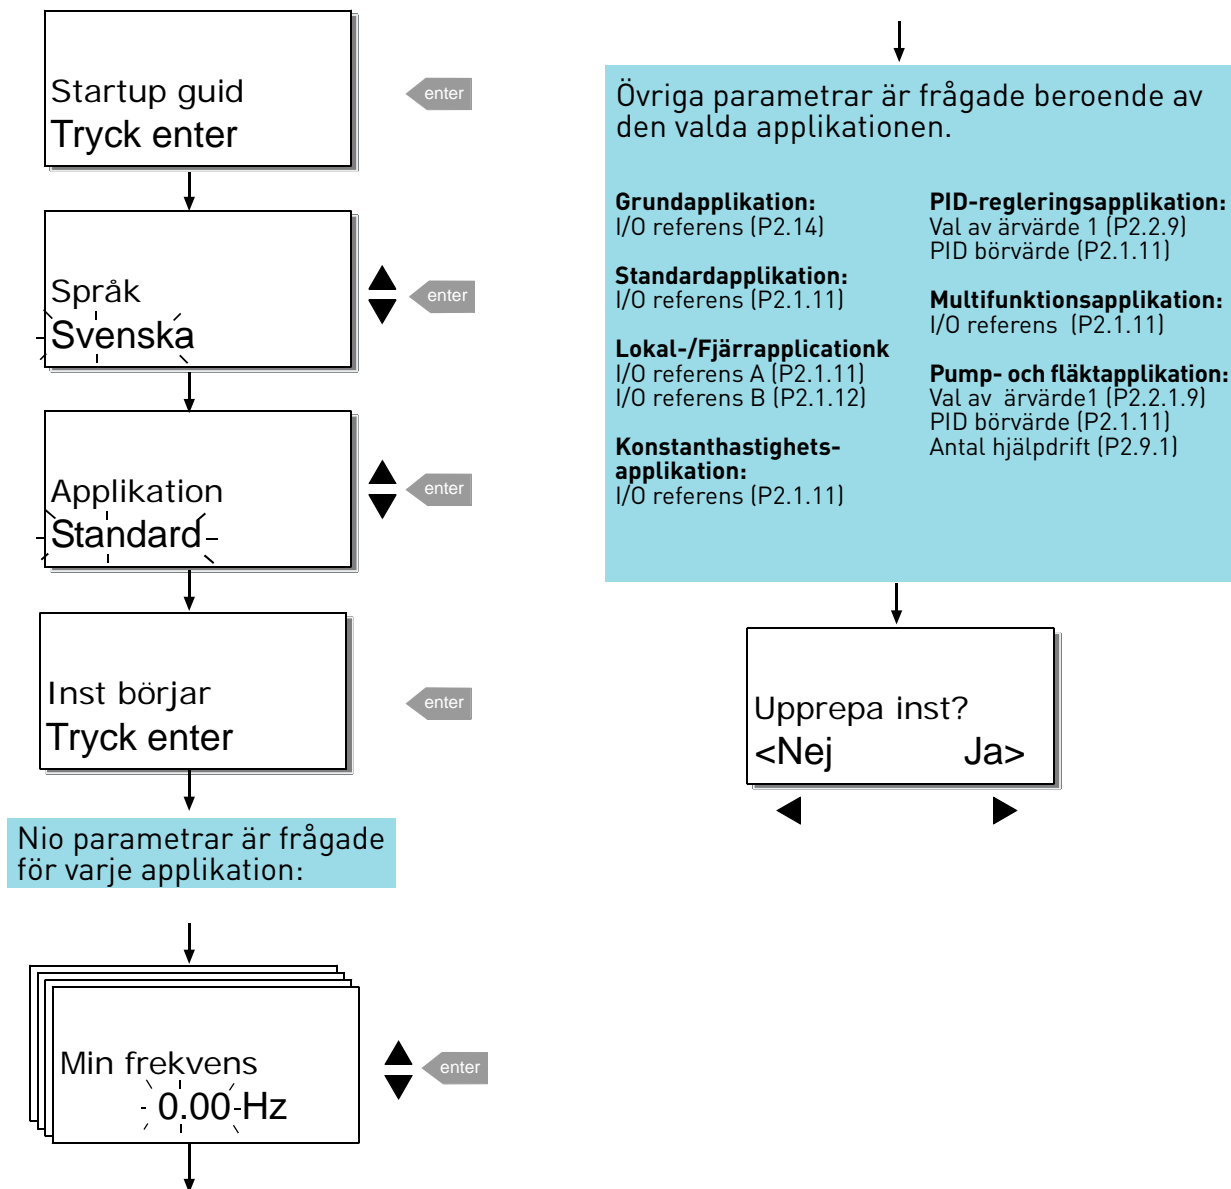 Startup guid
Tryck enter
enter
Språk
Svenska
enter
Applikation
Standard
enter
Inst börjar
Tryck enter
enter
Nio parametrar är frågade
för varje applikation:
Min frekvens
0.00 Hz
enter
Övriga parametrar är frågade beroende av
den valda applikationen.
Grundapplikation:
I/O referens (P2.14)
Standardapplikation:
I/O referens (P2.1.11)
Lokal-/Fjärrapplicationk
I/O referens A (P2.1.11)
I/O referens B (P2.1.12)
Konstanthastighets-
applikation:
I/O referens (P2.1.11)
PID-regleringsapplikation:
Val av ärvärde 1 (P2.2.9)
PID börvärde (P2.1.11)
Multifunktionsapplikation:
I/O referens (P2.1.11)
Pump- och fläktapplikation:
Val av ärvärde1 (P2.2.1.9)
PID börvärde (P2.1.11)
Antal hjälpdrift (P2.9.1)
Upprepa inst?
<Nej Ja>